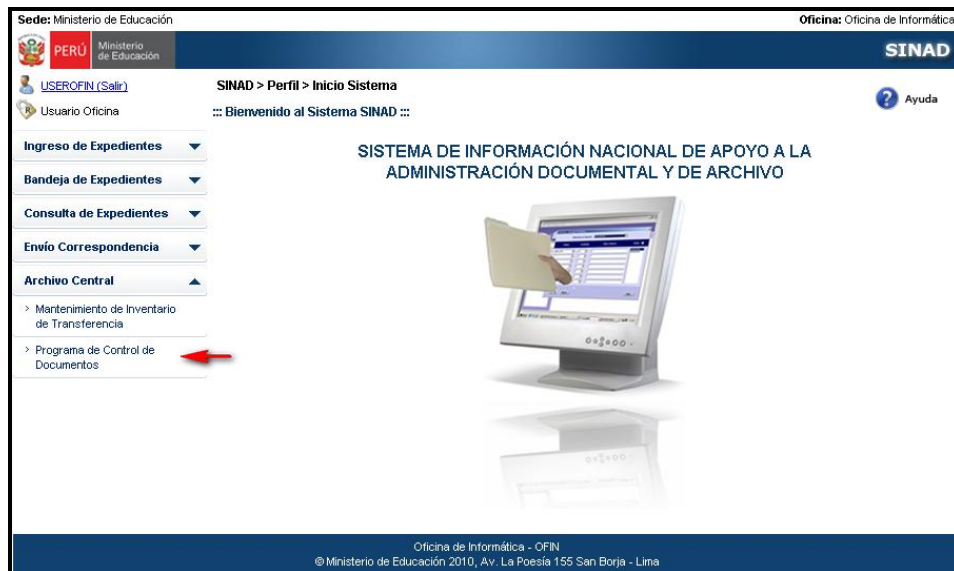 Sede: Ministerio de Educación
Oficina: Oficina de Informática
PERÚ
Ministerio
de Educación
SINAD
USEROFIN (Salir)
Usuario Oficina
SINAD > Perfil > Inicio Sistema
::: Bienvenido al Sistema SINAD :::
Ayuda
Ingreso de Expedientes
Bandeja de Expedientes
Consulta de Expedientes
Envío Correspondencia
Archivo Central
> Mantenimiento de Inventario
de Transferencia
> Programa de Control de
Documentos
SISTEMA DE INFORMACIÓN NACIONAL DE APOYO A LA
ADMINISTRACIÓN DOCUMENTAL Y DE ARCHIVO
Oficina de Informática - OFIN
© Ministerio de Educación 2010, Av. La Poesía 155 San Borja - Lima